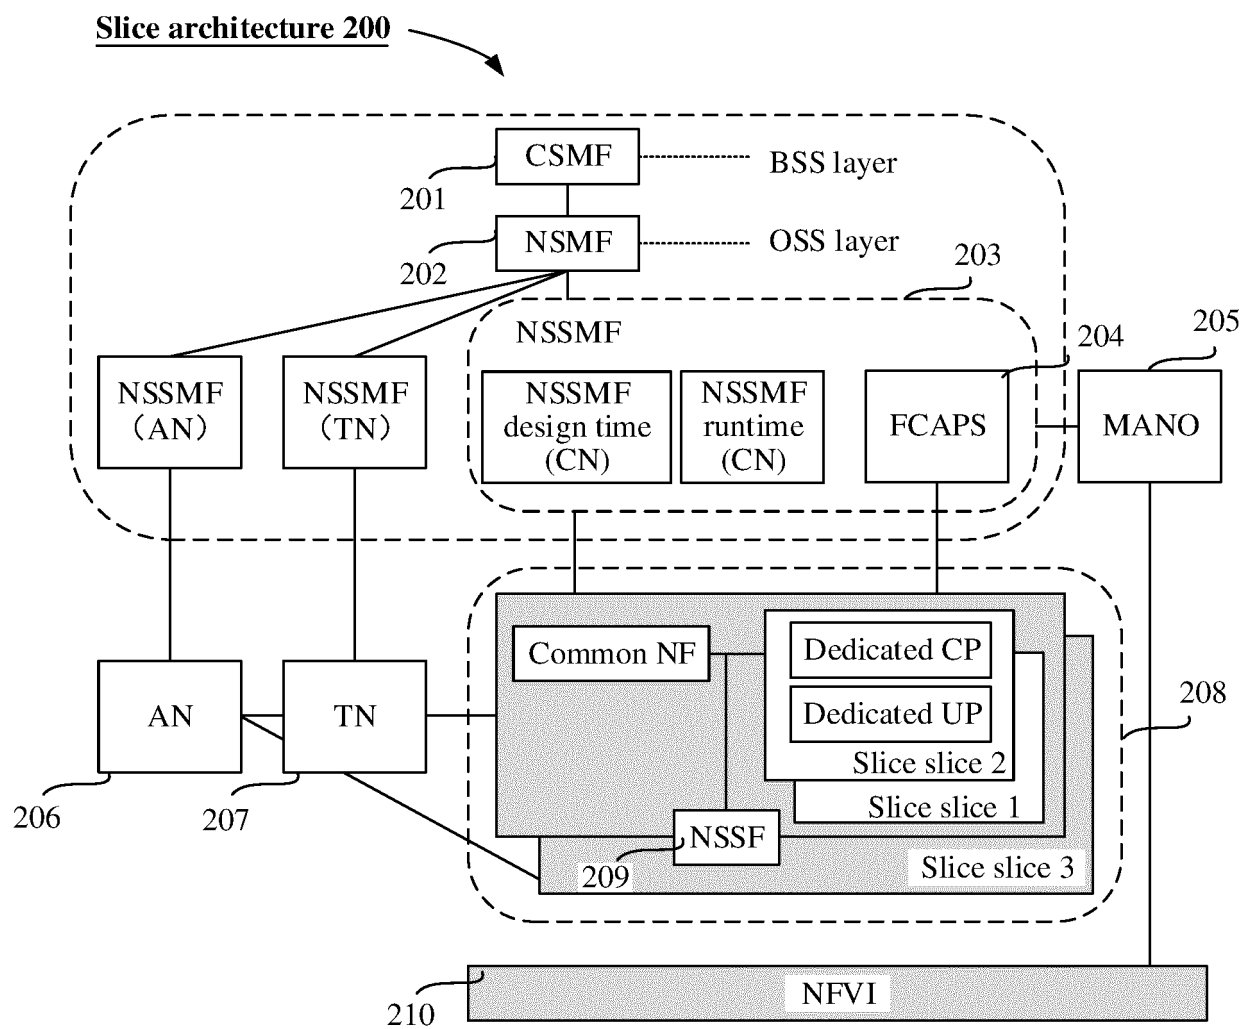 Slice architecture 200
CSMF
BSS layer
201
NSMF
OSS layer
202
203
NSSMF
204
205
NSSMF
(AN)
NSSMF
(TN)
NSSMF
design time
(CN)
NSSMF
runtime
(CN)
FCAPS
MANO
Common NF
Dedicated CP
Dedicated UP
AN
TN
208
Slice slice 2
Slice slice 1
206
207
NSSF
209
Slice slice 3
NFVI
210